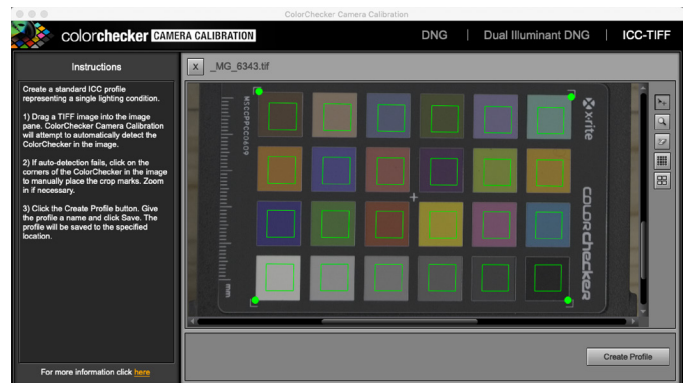 ColorChecker Camera Calibration
colorchecker CAMERA CALIBRATION
DNG | Dual Illuminant DNG | ICC-TIFF
Instructions
Create a standard ICC profile
representing a single lighting condition.
1) Drag a TIFF image into the image
pane. ColorChecker Camera Calibration
will attempt to automatically detect the
ColorChecker in the image.
2) If auto-detection fails, click on the
corners of the ColorChecker in the image
to manually place the crop marks. Zoom
in if necessary.
3) Click the Create Profile button. Give
the profile a name and click Save. The
profile will be saved to the specified
location.
For more information click here
X _MG_6343.tif
MSCCPPCC0609
mm
x-rite
COLORchecker
Create Profile